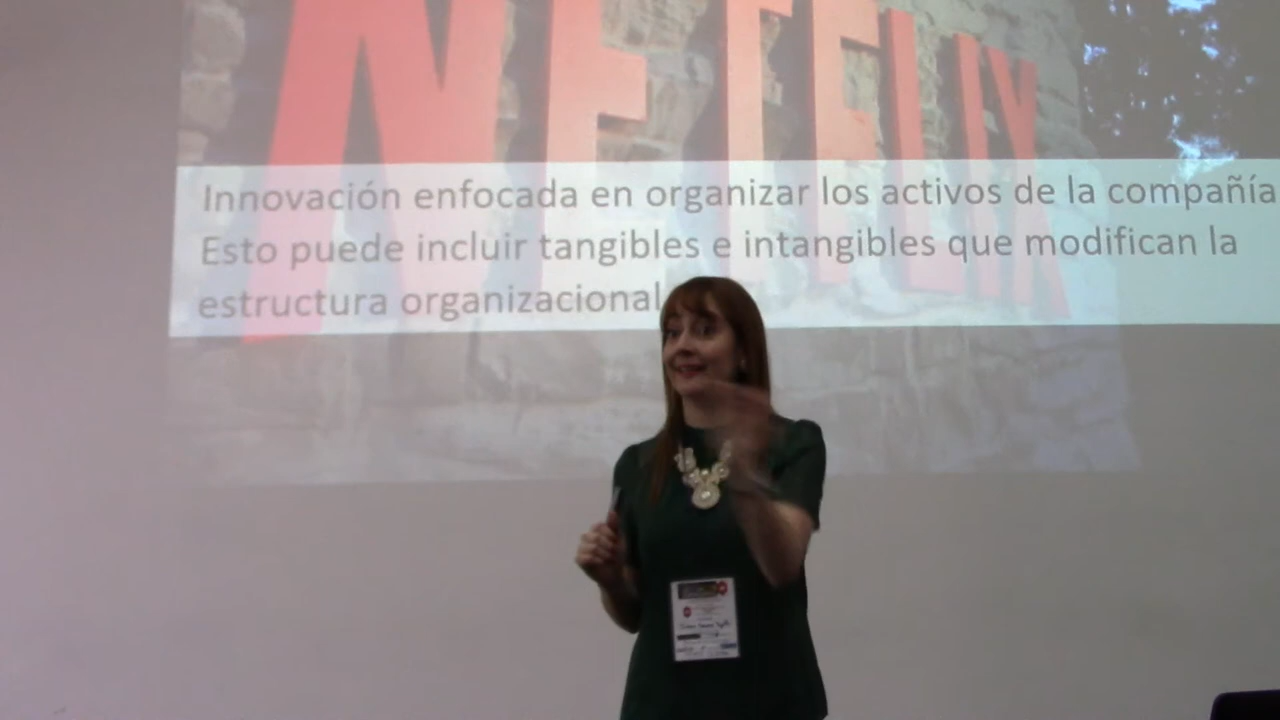 NETFLIX
Innovación enfocada en organizar los activos de la compañía
Esto puede incluir tangibles e intangibles que modifican la
estructura organizacional